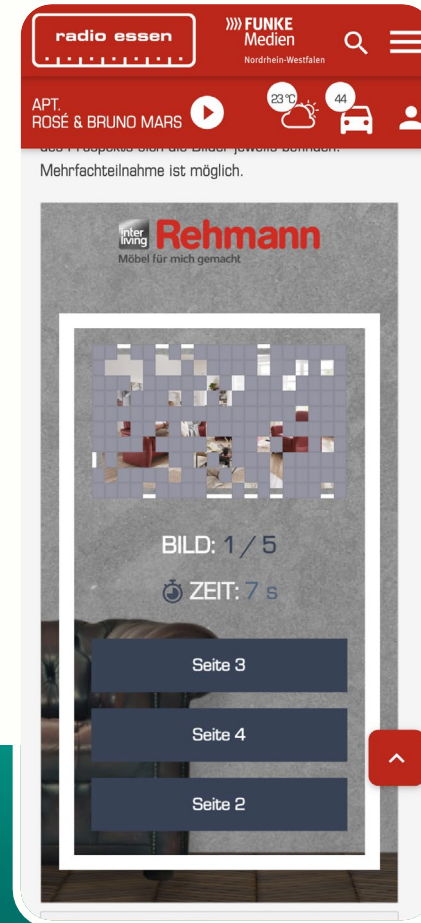 radio essen
FUNKE
Medien
Nordrhein-Westfalen
APT.
ROSÉ & BRUNO MARS
23°C
44
Mehrfachteilnahme ist möglich.
inter
living
Rehmann
Möbel für mich gemacht
BILD: 1 / 5
ZEIT: 7 s
Seite 3
Seite 4
Seite 2